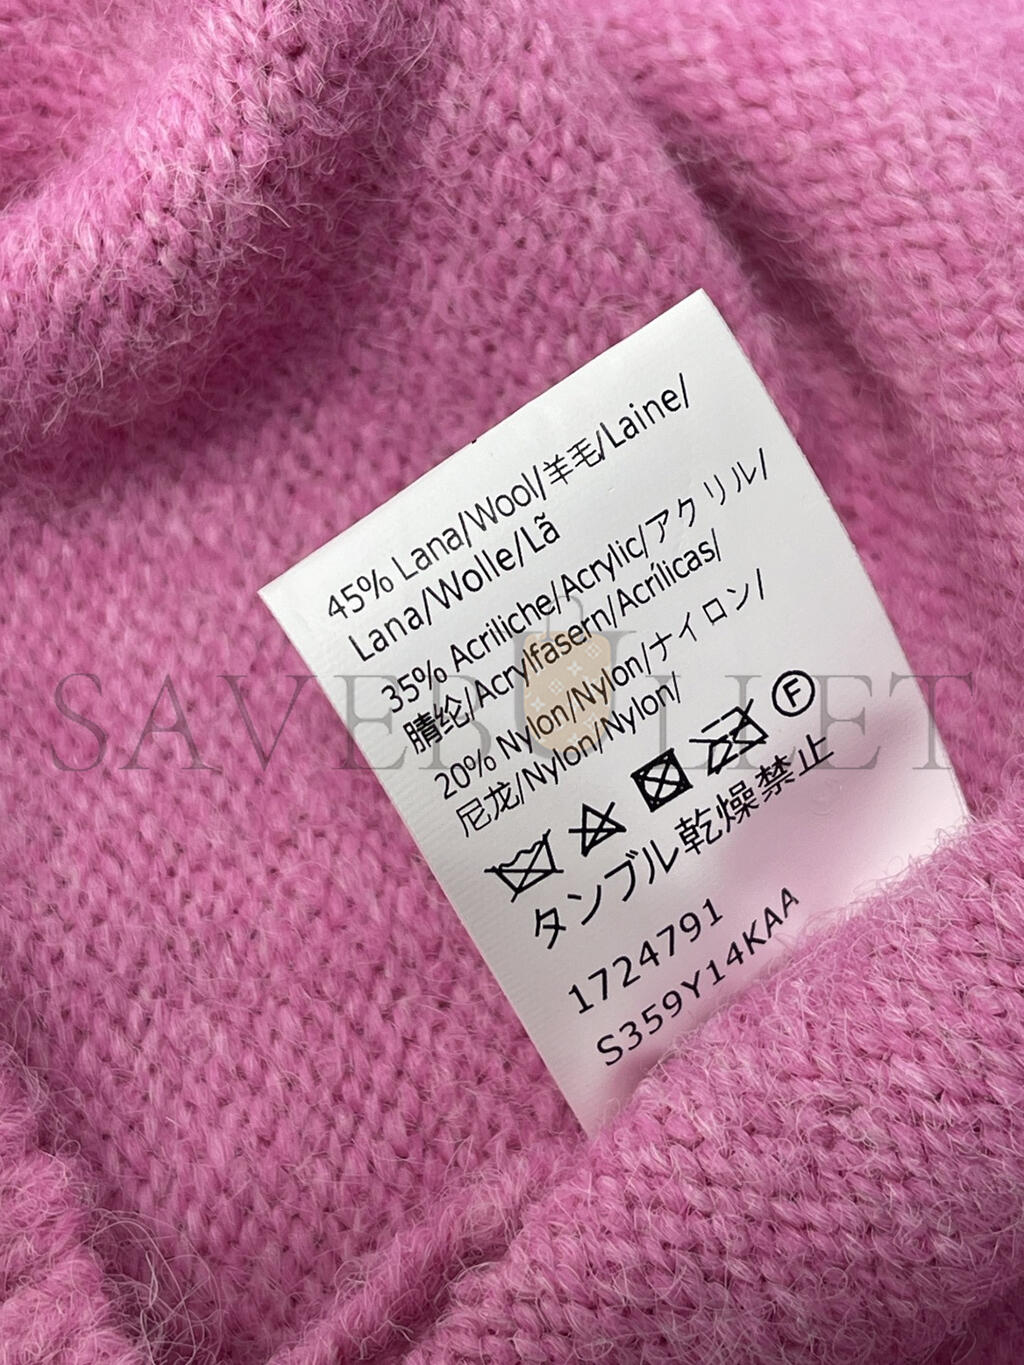 45% Lana/Wool/羊毛/Laine/
Lana/Wolle/Lã
35% Acriliche/Acrylic/アクリル/
腈纶/Acrylfasern/Acrílicas/
20% Nylon/Nylon/ナイロン/
尼龙/Nylon/Nylon/
F
タンブル乾燥禁止
1724791
S359Y14KAA
SAVEBULLET